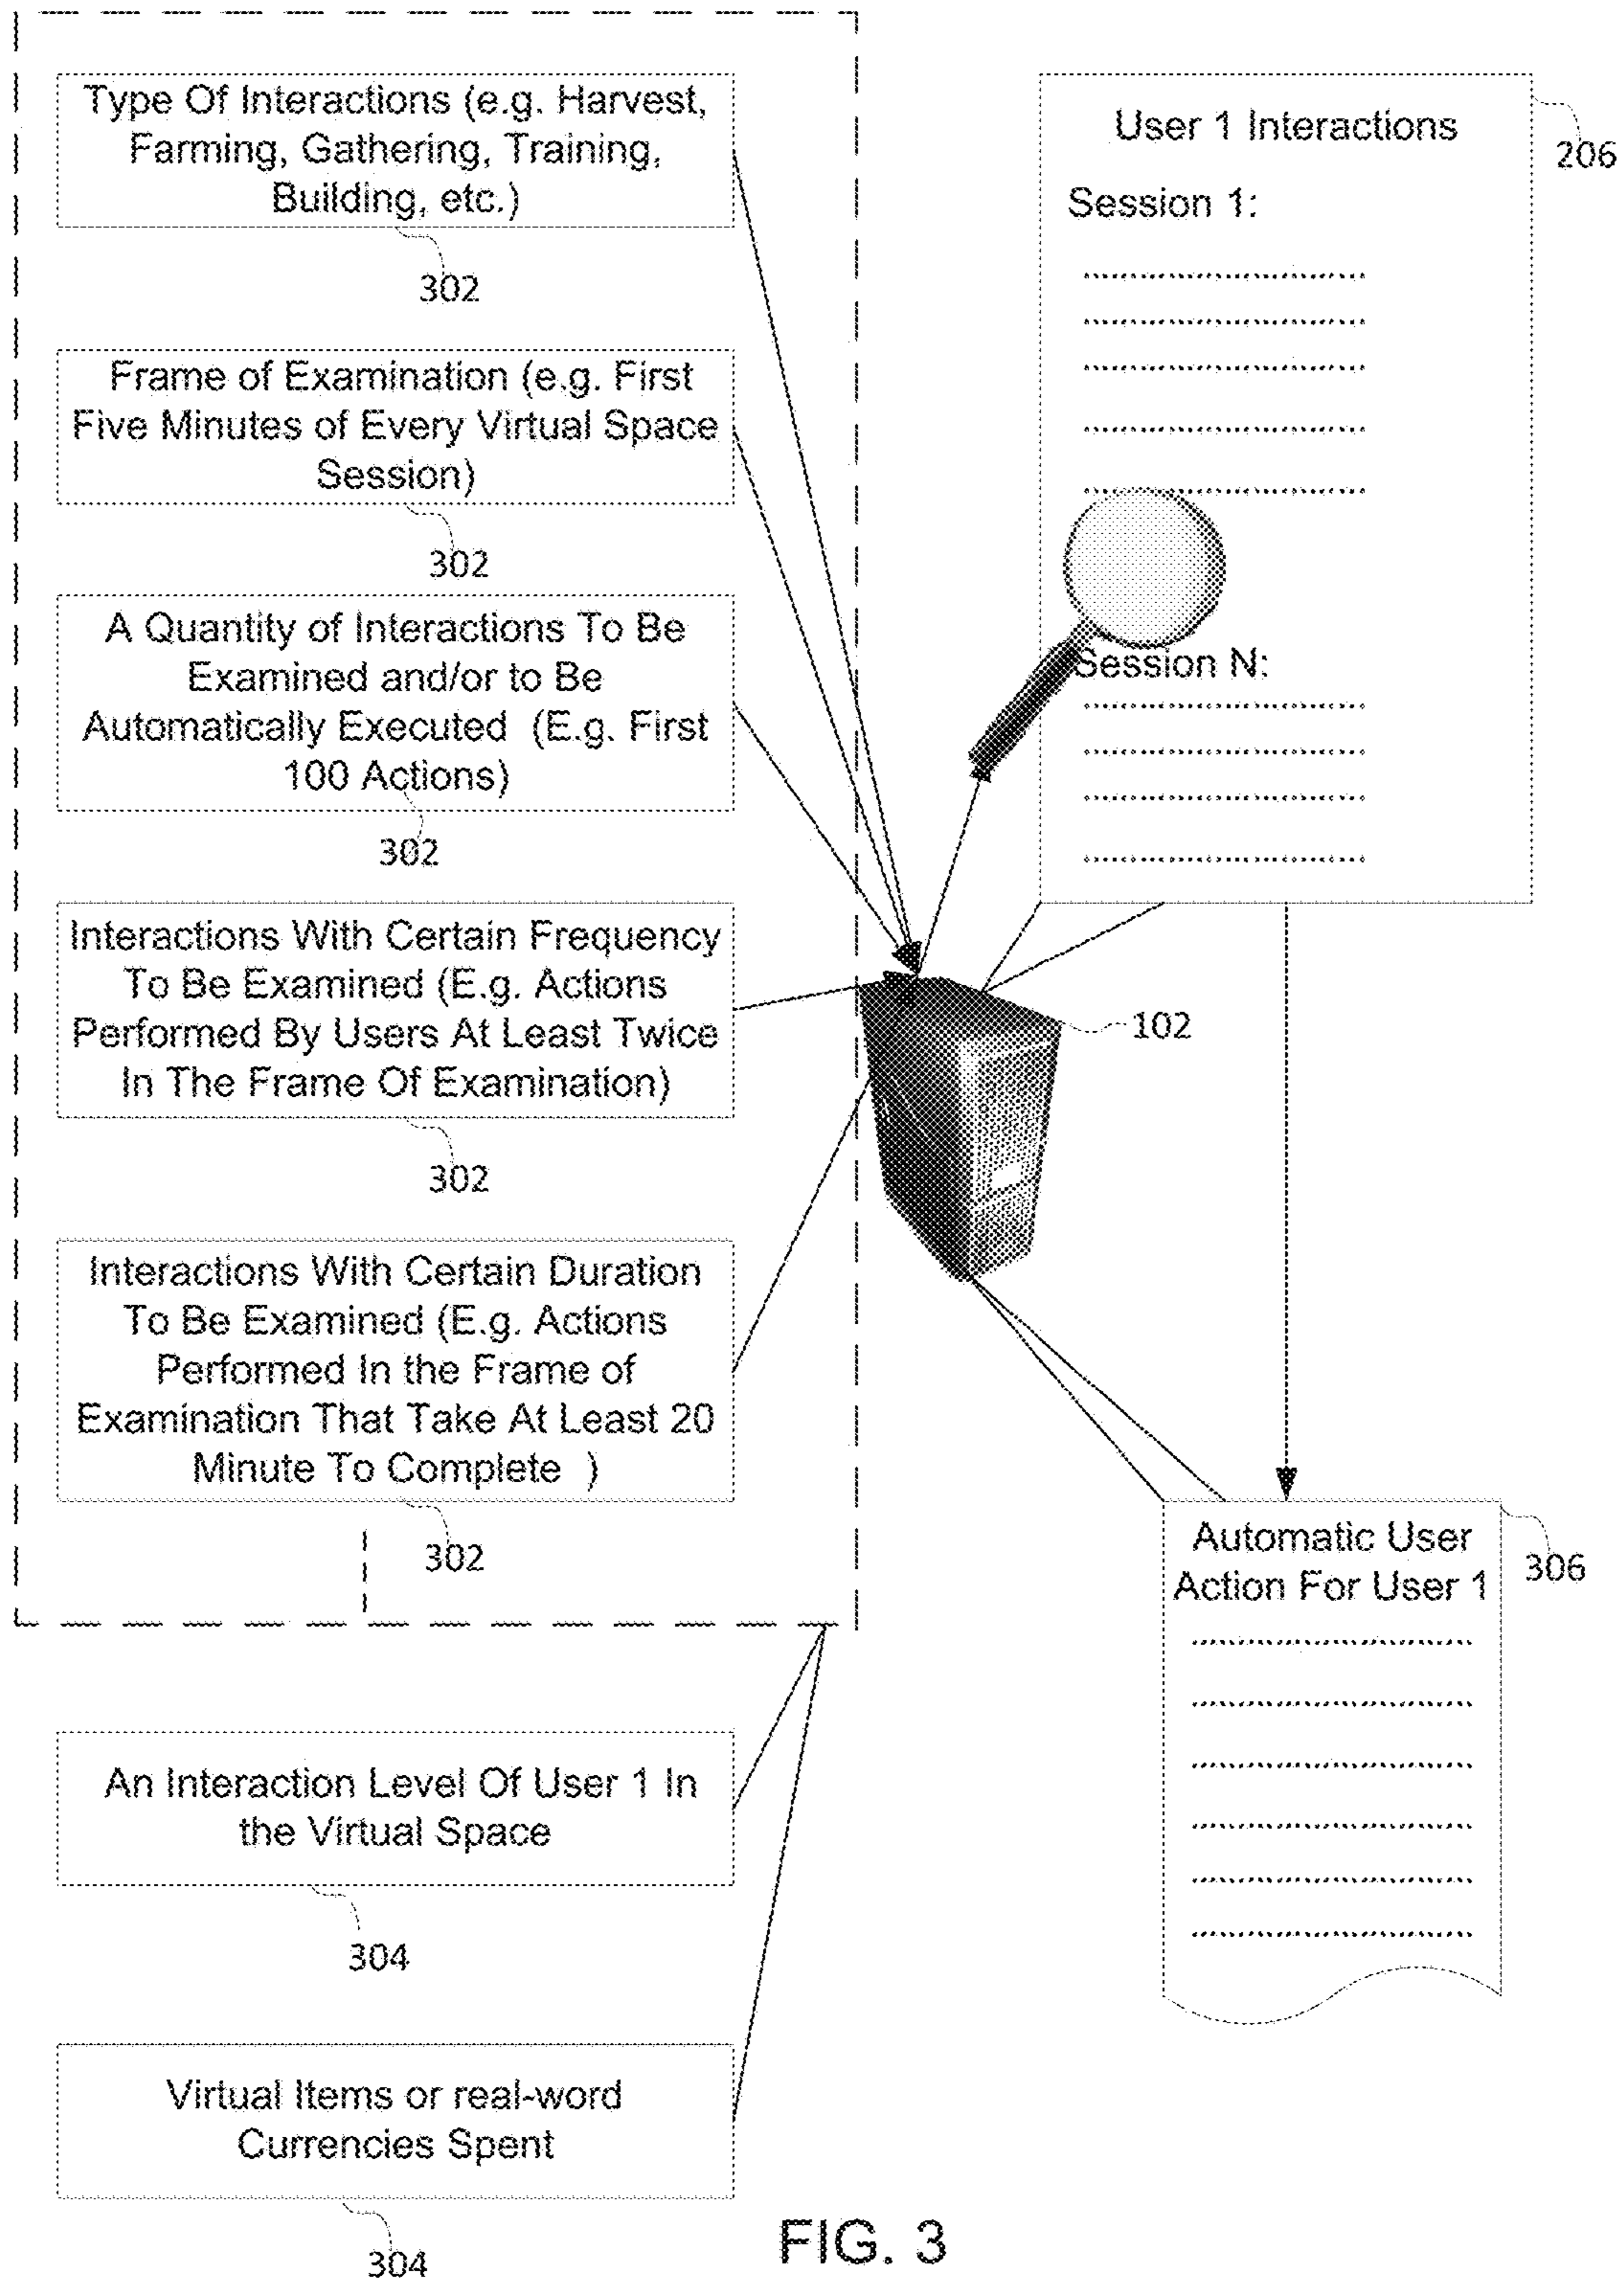 Type Of Interactions (e.g. Harvest,
Farming, Gathering, Training,
Building, etc.)
302
Frame of Examination (e.g. First
Five Minutes of Every Virtual Space
Session)
302
A Quantity of Interactions To Be
Examined and/or to Be
Automatically Executed (E.g. First
100 Actions)
302
Interactions With Certain Frequency
To Be Examined (E.g. Actions
Performed By Users At Least Twice
In The Frame Of Examination)
302
Interactions With Certain Duration
To Be Examined (E.g. Actions
Performed In the Frame of
Examination That Take At Least 20
Minute To Complete )
302
An Interaction Level Of User 1 In
the Virtual Space
304
Virtual Items or real-word
Currencies Spent
304
User 1 Interactions
206
Session 1:
Session N:
102
Automatic User
Action For User 1
306
FIG. 3